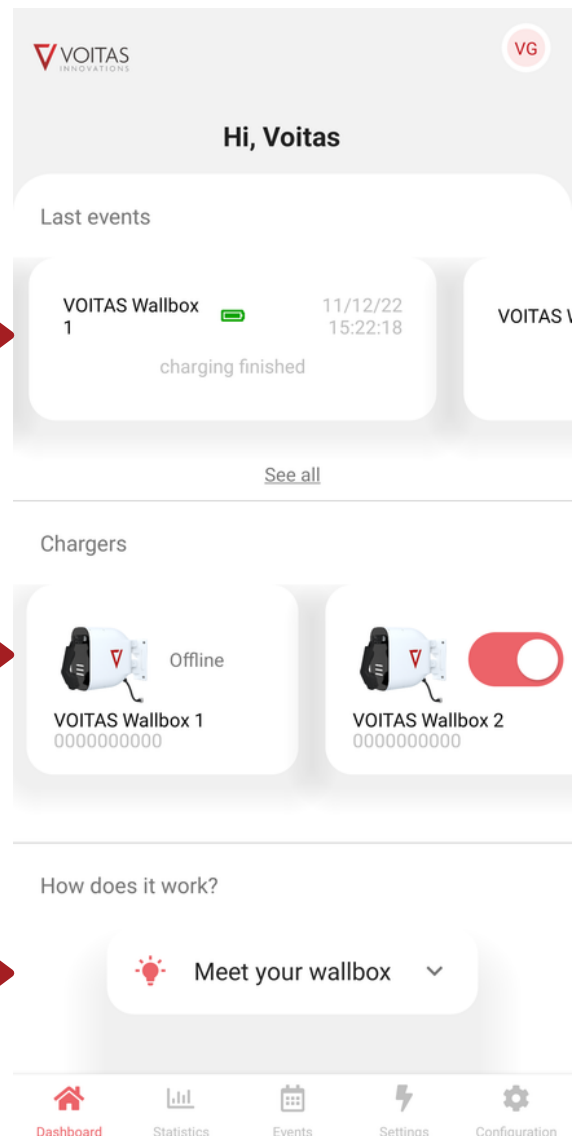 VOITAS
INNOVATIONS
VG
Hi, Voitas
Last events
VOITAS Wallbox
1
11/12/22
15:22:18
charging finished
VOITAS
See all
Chargers
Offline
VOITAS Wallbox 1
0000000000
VOITAS Wallbox 2
0000000000
How does it work?
Meet your wallbox
Dashboard
Statistics
Events
Settings
Configuration